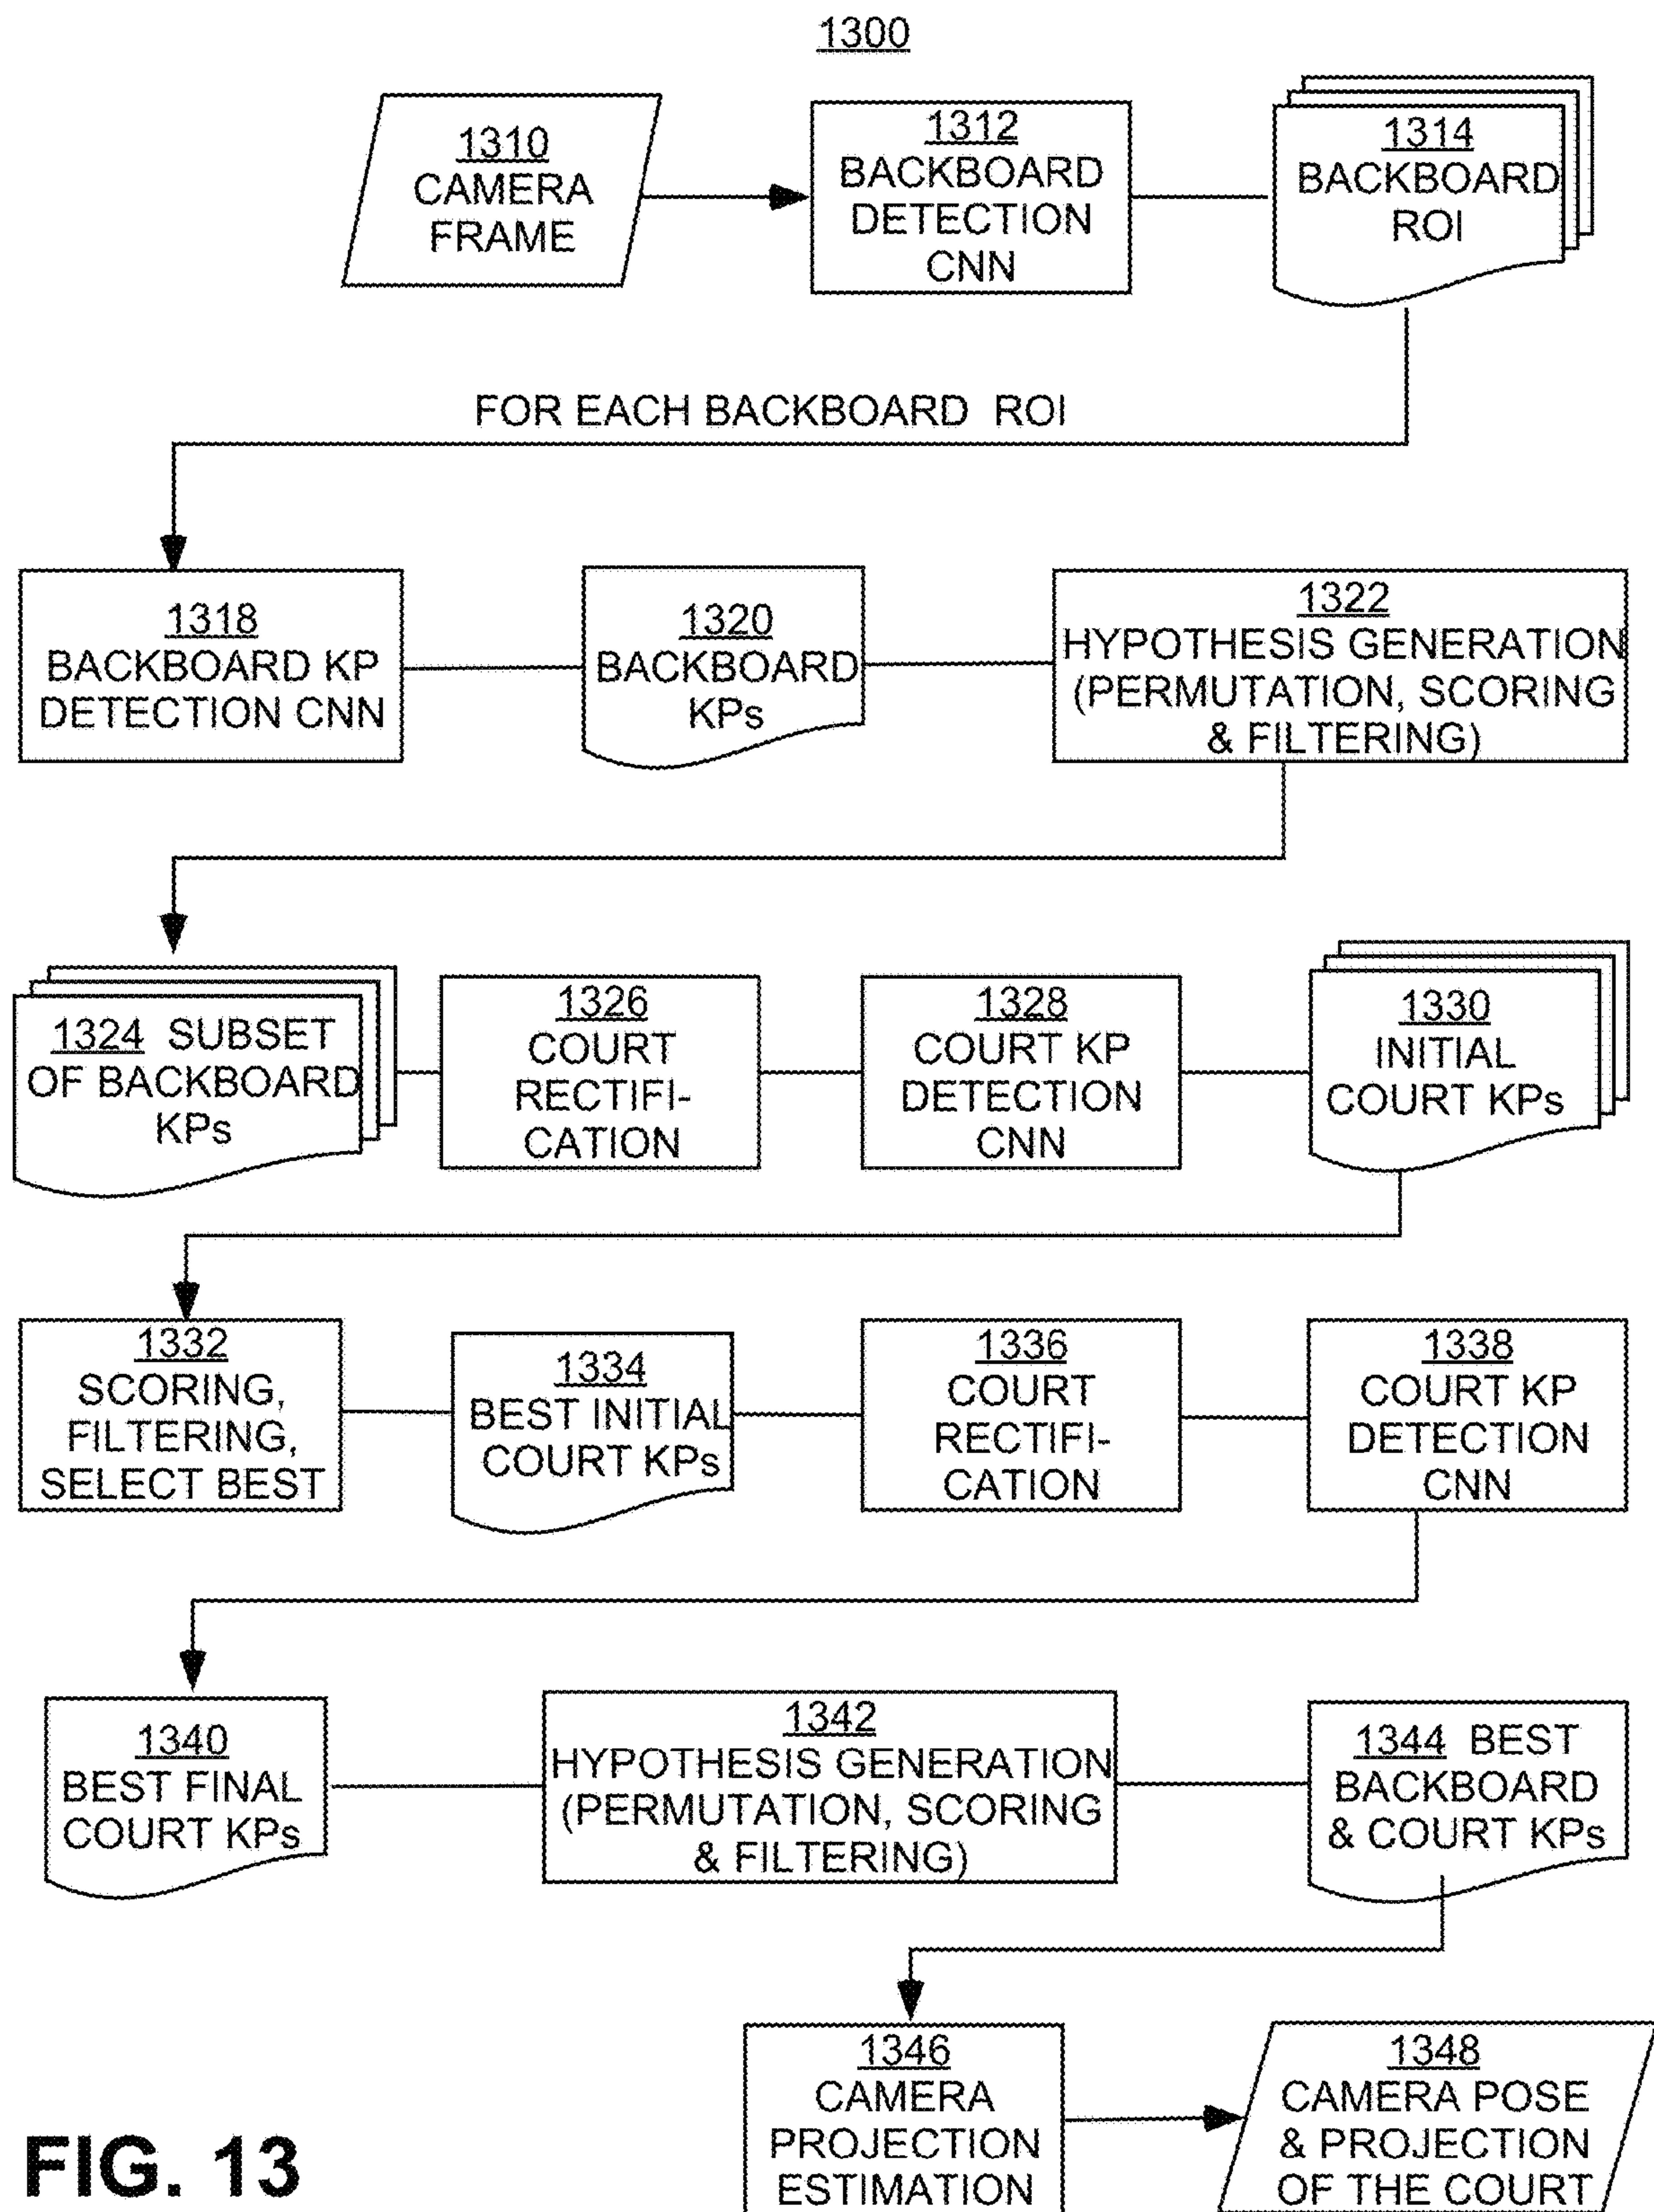 1300
1310
CAMERA
FRAME
1312
BACKBOARD
DETECTION
CNN
1314
BACKBOARD
ROI
FOR EACH BACKBOARD ROI
1318
BACKBOARD KP
DETECTION CNN
1320
BACKBOARD
KPs
1322
HYPOTHESIS GENERATION
(PERMUTATION, SCORING
& FILTERING)
1324 SUBSET
OF BACKBOARD
KPs
1326
COURT
RECTIFI-
CATION
1328
COURT KP
DETECTION
CNN
1330
INITIAL
COURT KPs
1332
SCORING,
FILTERING,
SELECT BEST
1334
BEST INITIAL
COURT KPs
1336
COURT
RECTIFI-
CATION
1338
COURT KP
DETECTION
CNN
1340
BEST FINAL
COURT KPs
1342
HYPOTHESIS GENERATION
(PERMUTATION, SCORING
& FILTERING)
1344 BEST
BACKBOARD
& COURT KPs
1346
CAMERA
PROJECTION
ESTIMATION
1348
CAMERA POSE
& PROJECTION
OF THE COURT
FIG. 13